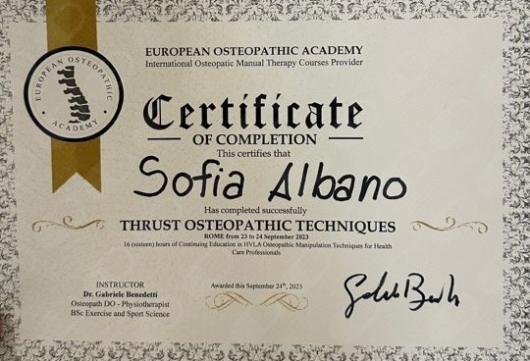 EUROPEAN OSTEOPATHIC ACADEMY
International Osteopatic Manual Therapy Courses Provider
EUROPEAN OSTEOPATHIC
ACADEMY
Certificate
OF COMPLETION
This certifies that
Sofia Albano
Has completed successfully
THRUST OSTEOPATHIC TECHNIQUES
ROME from 23 to 24 September 2023
16 (sixteen) hours of Continuing Education in HVLA Osteopathic Manipulation Techniques for Health
Care Professionals
INSTRUCTOR
Dr. Gabriele Benedetti
Osteopath DO - Physiotherapist
BSc Exercise and Sport Science
Awarded this September 24th, 2023